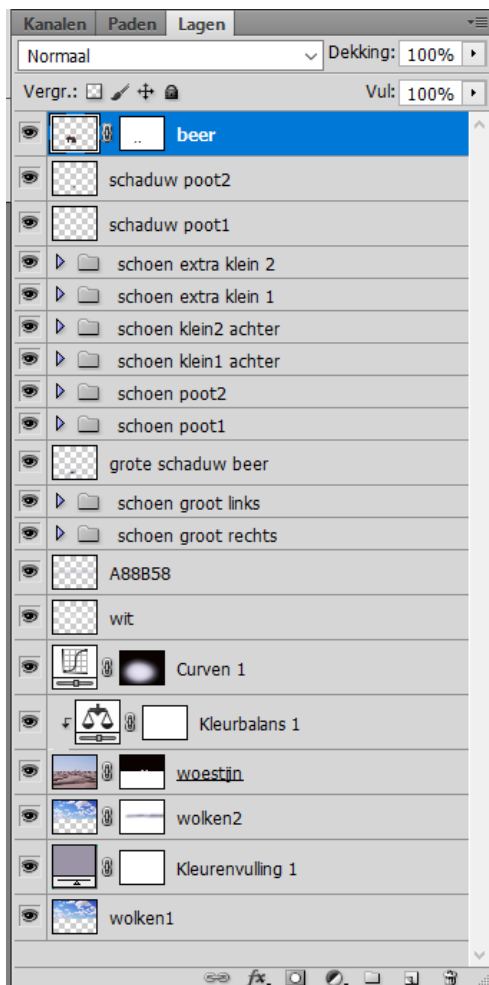 Kanalen Paden Lagen
Normaal Dekking: 100%
Vergr.: Vul: 100%
beer
schaduw poot2
schaduw poot1
schoen extra klein 2
schoen extra klein 1
schoen klein2 achter
schoen klein1 achter
schoen poot2
schoen poot1
grote schaduw beer
schoen groot links
schoen groot rechts
A88B58
wit
Curven 1
Kleurbalans 1
woestijn
wolken2
Kleurenvulling 1
wolken1
fx.